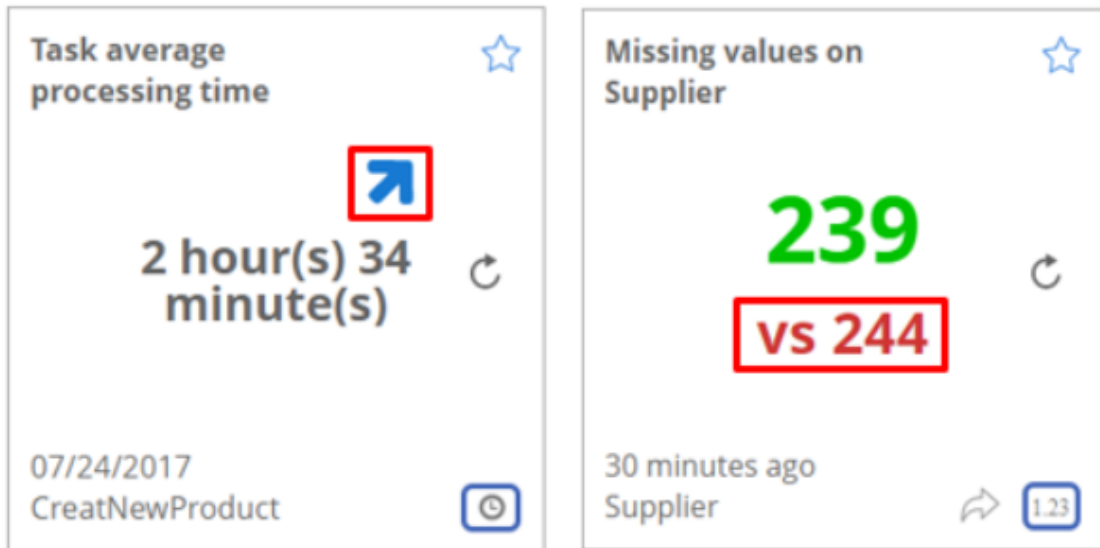 Task average
processing time
2 hour(s) 34
minute(s)
07/24/2017
CreatNewProduct
Missing values on
Supplier
239
vs 244
30 minutes ago
Supplier
1.23